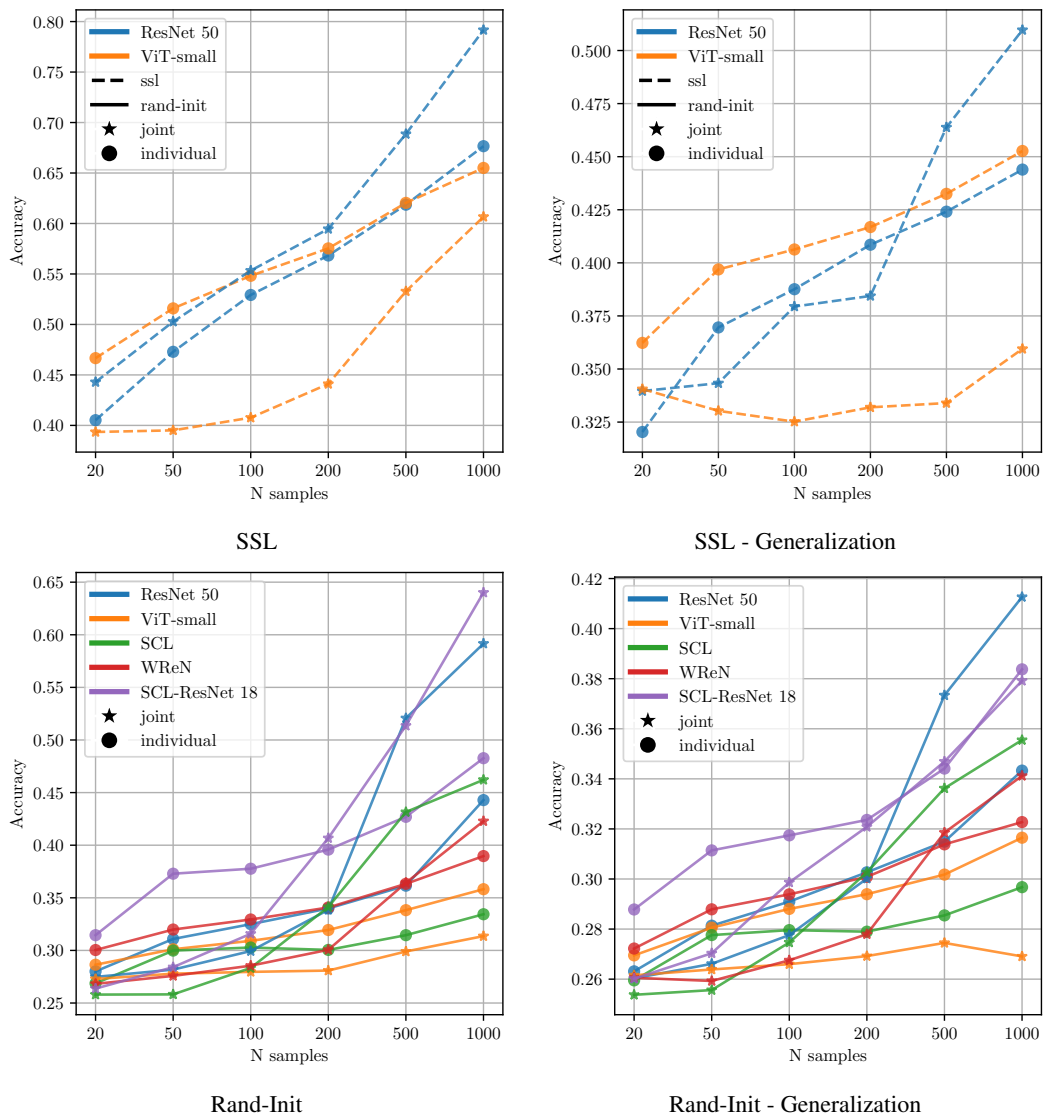 ResNet 50
ViT-small
ssl
rand-init
joint
individual
0.80
0.75
0.70
0.65
0.60
0.55
0.50
0.45
0.40
Accuracy
20 50 100 200 500 1000
N samples
SSL
ResNet 50
ViT-small
ssl
rand-init
joint
individual
0.500
0.475
0.450
0.425
0.400
0.375
0.350
0.325
Accuracy
20 50 100 200 500 1000
N samples
SSL - Generalization
ResNet 50
ViT-small
SCL
WReN
SCL-ResNet 18
joint
individual
0.65
0.60
0.55
0.50
0.45
0.40
0.35
0.30
0.25
Accuracy
20 50 100 200 500 1000
N samples
Rand-Init
ResNet 50
ViT-small
SCL
WReN
SCL-ResNet 18
joint
individual
0.42
0.40
0.38
0.36
0.34
0.32
0.30
0.28
0.26
Accuracy
20 50 100 200 500 1000
N samples
Rand-Init - Generalization